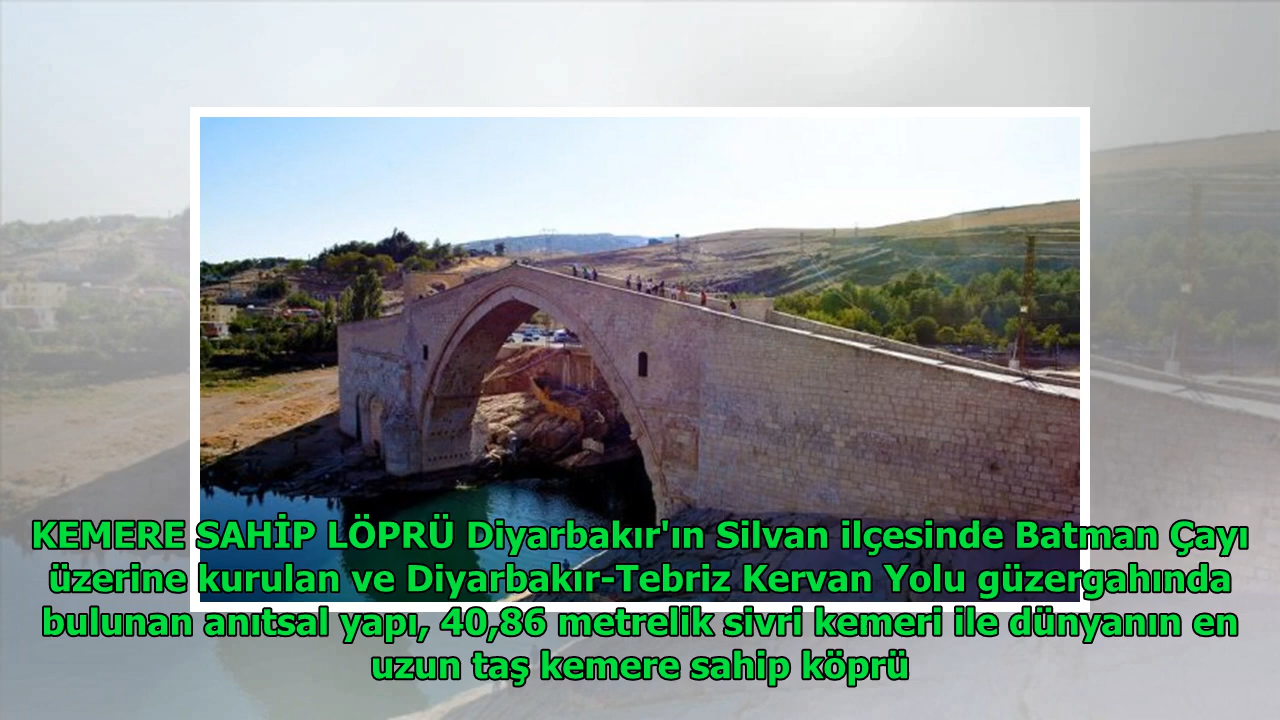 KEMERE SAHİP LÖPRÜ Diyarbakır'ın Silvan ilçesinde Batman Çayı
üzerine kurulan ve Diyarbakır-Tebriz Kervan Yolu güzergahında
bulunan anıtsal yapı, 40,86 metrelik sivri kemeri ile dünyanın en
uzun taş kemere sahip köprü